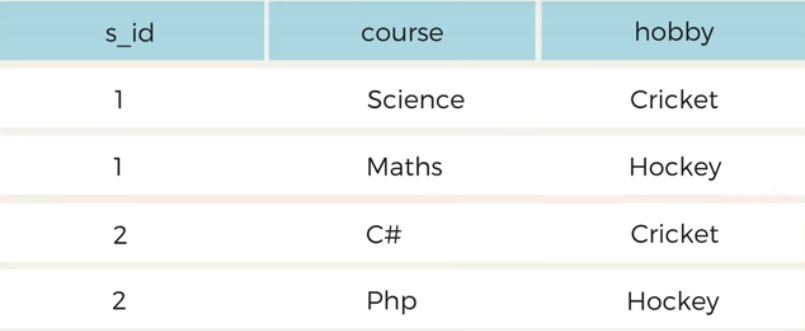 s_id course hobby
1 Science Cricket
1 Maths Hockey
2 C# Cricket
2 Php Hockey